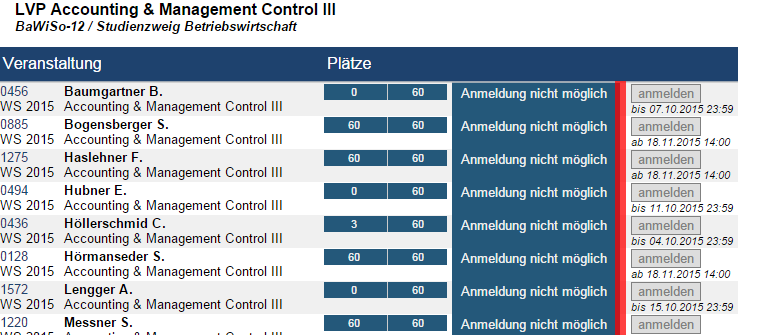 LVP Accounting & Management Control III
BaWiSo-12 / Studienzweig Betriebswirtschaft
Veranstaltung Plätze
0456 Baumgartner B. 0 60 Anmeldung nicht möglich anmelden
WS 2015 Accounting & Management Control III bis 07.10.2015 23:59
0885 Bogensberger S. 60 60 Anmeldung nicht möglich anmelden
WS 2015 Accounting & Management Control III ab 18.11.2015 14:00
1275 Haslehner F. 60 60 Anmeldung nicht möglich anmelden
WS 2015 Accounting & Management Control III ab 18.11.2015 14:00
0494 Hubner E. 0 60 Anmeldung nicht möglich anmelden
WS 2015 Accounting & Management Control III bis 11.10.2015 23:59
0436 Höllerschmid C. 3 60 Anmeldung nicht möglich anmelden
WS 2015 Accounting & Management Control III bis 04.10.2015 23:59
0128 Hörmanseder S. 60 60 Anmeldung nicht möglich anmelden
WS 2015 Accounting & Management Control III ab 18.11.2015 14:00
1572 Lengger A. 0 60 Anmeldung nicht möglich anmelden
WS 2015 Accounting & Management Control III bis 15.10.2015 23:59
1220 Messner S. 60 60 Anmeldung nicht möglich anmelden